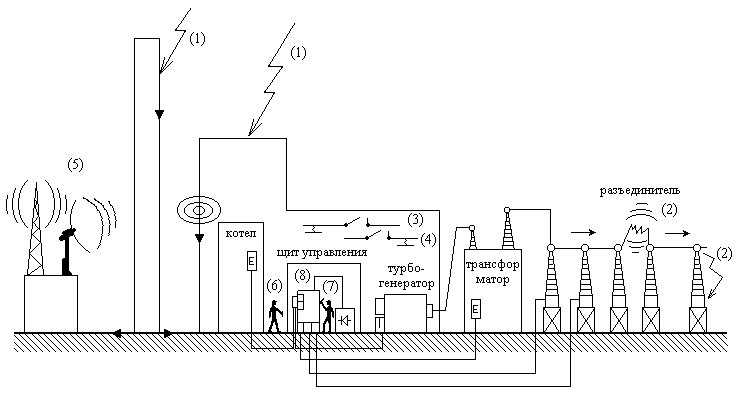 (1)
(1)
(5)
разъединитель
(2)
котел
(3)
(4)
(2)
щит управления
E
(6)
(8)
(7)
турбо-
генератор
трансфор
матор
E